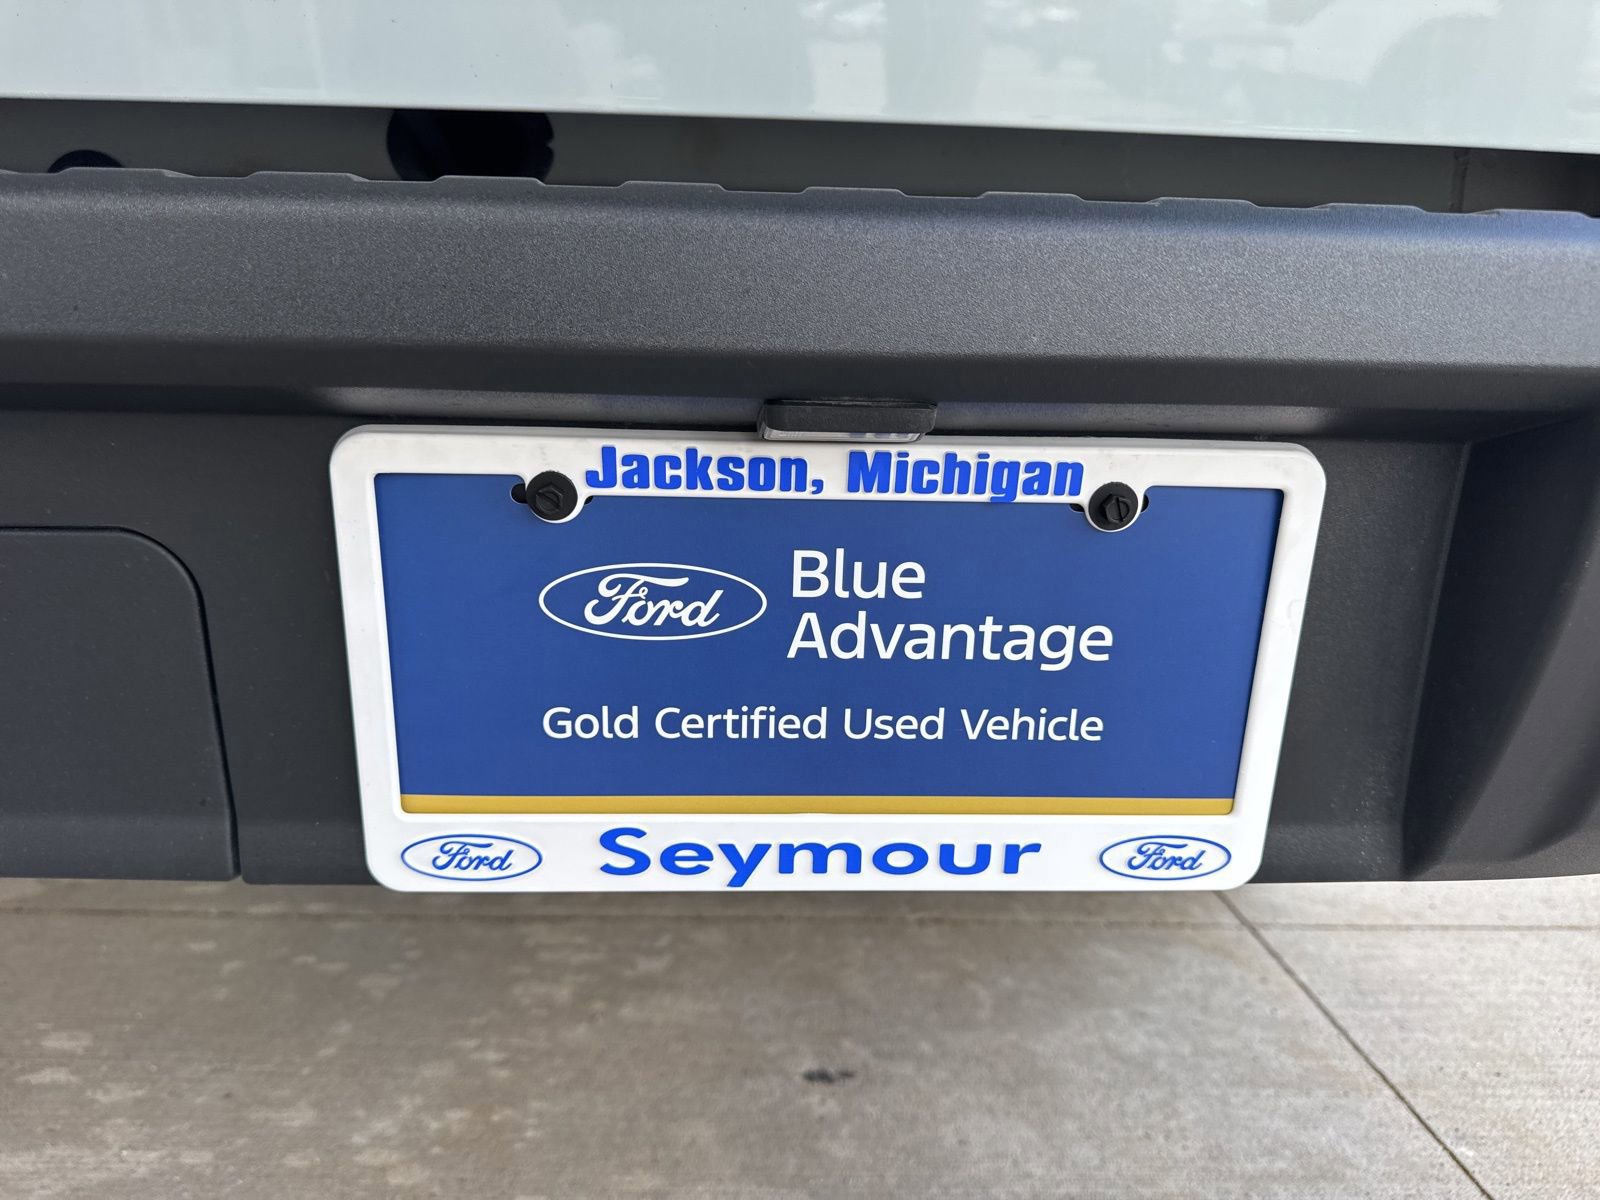 Jackson, Michigan
Ford
Blue
Advantage
Gold Certified Used Vehicle
Ford Seymour Ford